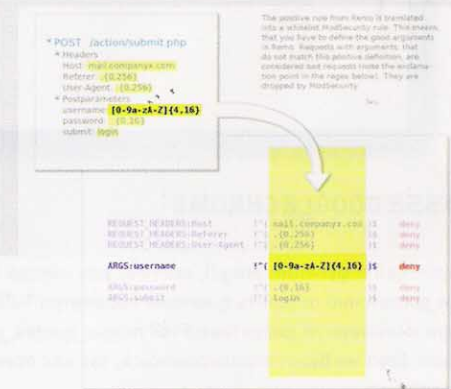 The positive rule from Remo is translated
into a whitelist ModSecurity rule. This means,
that you have to define the good arguments
in Remo. Requests with arguments, that
do not match this positive definition, are
considered bad requests (note the exclama-
tion point in the regex below). They are
dropped by ModSecurity.
POST /action/submit.php
Headers
Host: mail.companyx.com
Referer: .{0,256}
User-Agent: .{0,256}
Postparameters
username: [0-9a-zA-Z]{4,16}
password: .{0,16}
submit: login
REQUEST_HEADERS:Host !"( mail.companyx.com )$ deny
REQUEST_HEADERS:Referer !"( .{0,256} )$ deny
REQUEST_HEADERS:User-Agent !"( .{0,256} )$ deny
ARGS:username !"( [0-9a-zA-Z]{4,16} )$ deny
ARGS:password !"( .{0,16} )$ deny
ARGS:submit !"( login )$ deny